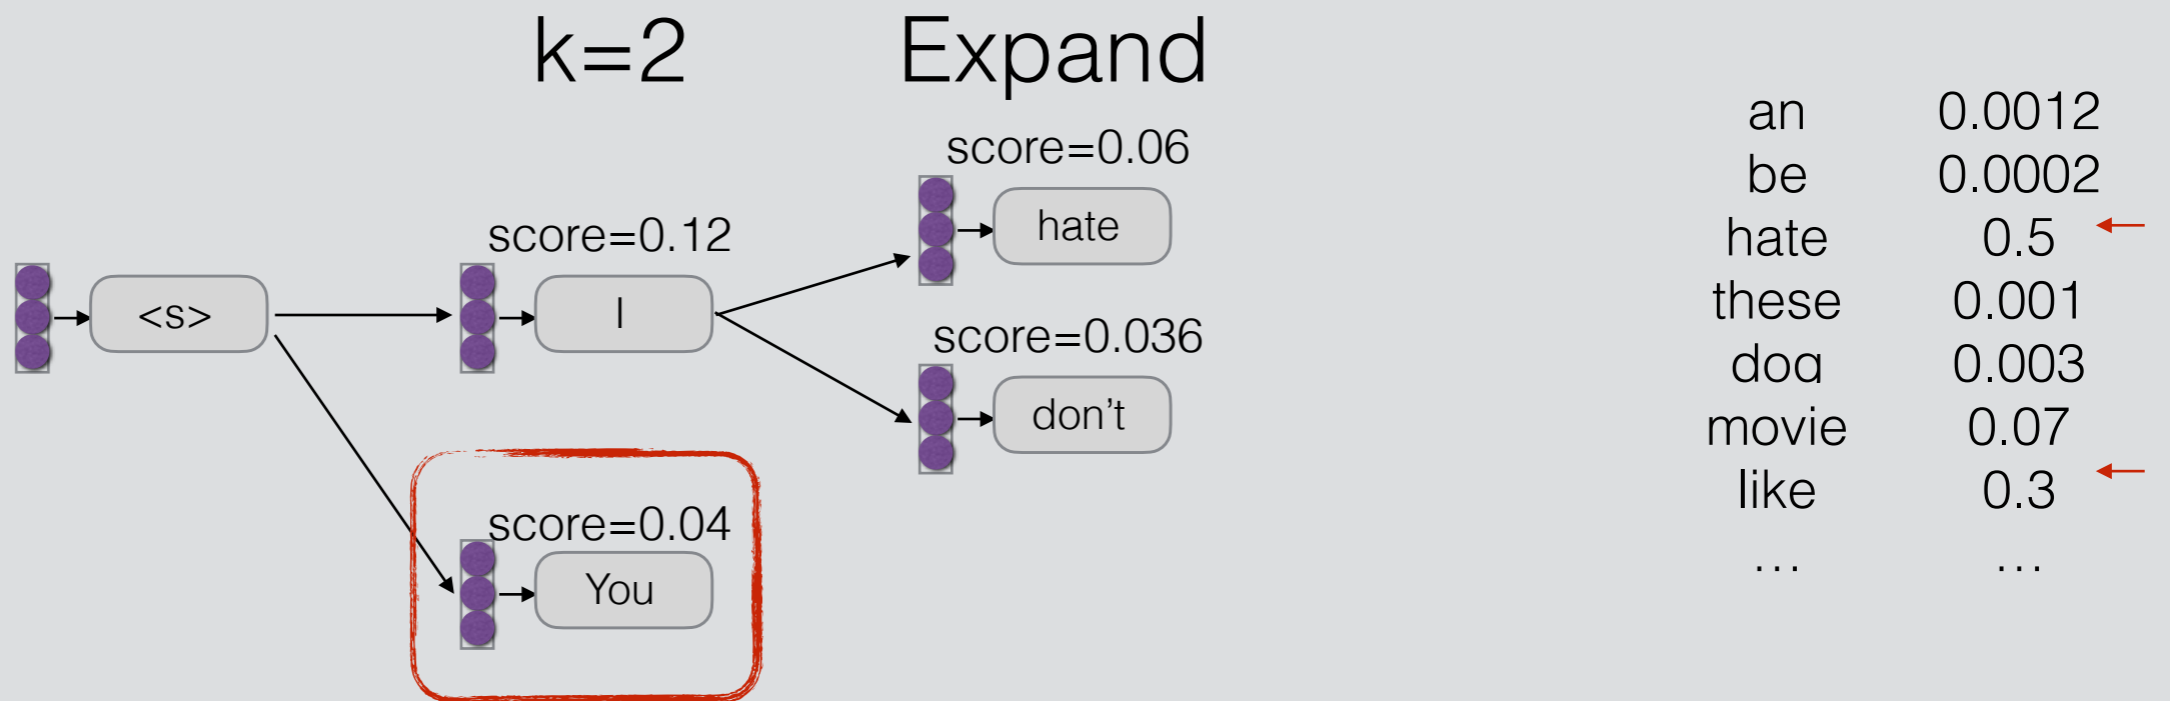 k=2 Expand
an 0.0012
score=0.06
be 0.0002
hate
score=0.12
hate 0.5
<s> I
these 0.001
score=0.036
dog 0.003
don't
movie 0.07
like 0.3
score=0.04
... ...
You